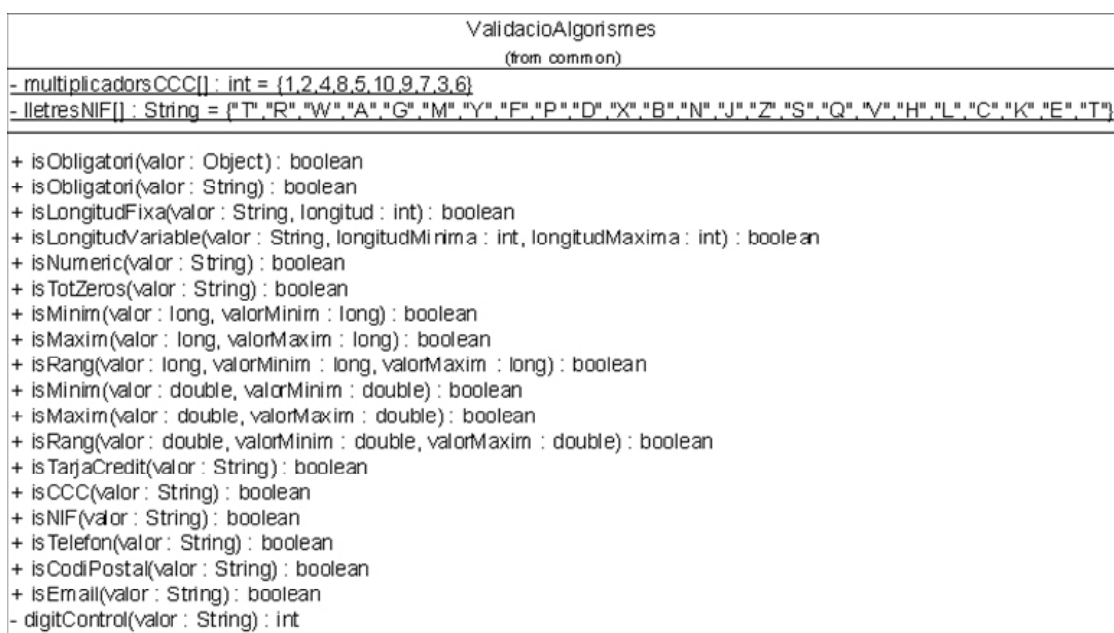 ValidacioAlgorismes
(from common)
- multiplicadorsCCC[] : int = {1,2,4,8,5,10,9,7,3,6}
- lletresNIF[] : String = {"T","R","W","A","G","M","Y","F","P","D","X","B","N","J","Z","S","Q","V","H","L","C","K","E","T"}
+ isObligatori(valor : Object) : boolean
+ isObligatori(valor : String) : boolean
+ isLongitudFixa(valor : String, longitud : int) : boolean
+ isLongitudVariable(valor : String, longitudMinima : int, longitudMaxima : int) : boolean
+ isNumeric(valor : String) : boolean
+ isTotZeros(valor : String) : boolean
+ isMinim(valor : long, valorMinim : long) : boolean
+ isMaxim(valor : long, valorMaxim : long) : boolean
+ isRang(valor : long, valorMinim : long, valorMaxim : long) : boolean
+ isMinim(valor : double, valorMinim : double) : boolean
+ isMaxim(valor : double, valorMaxim : double) : boolean
+ isRang(valor : double, valorMinim : double, valorMaxim : double) : boolean
+ isTarjaCredit(valor : String) : boolean
+ isCCC(valor : String) : boolean
+ isNIF(valor : String) : boolean
+ isTelefon(valor : String) : boolean
+ isCodiPostal(valor : String) : boolean
+ isEmail(valor : String) : boolean
- digitControl(valor : String) : int